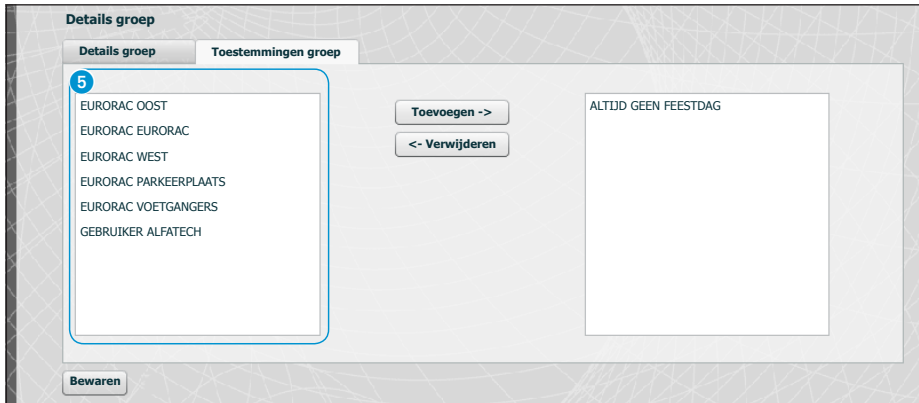 Details groep
Details groep
Toestemmingen groep
5
EURORAC OOST
EURORAC EURORAC
EURORAC WEST
EURORAC PARKEERPLAATS
EURORAC VOETGANGERS
GEBRUIKER ALFATECH
Toevoegen ->
<- Verwijderen
ALTIJD GEEN FEESTDAG
Bewaren